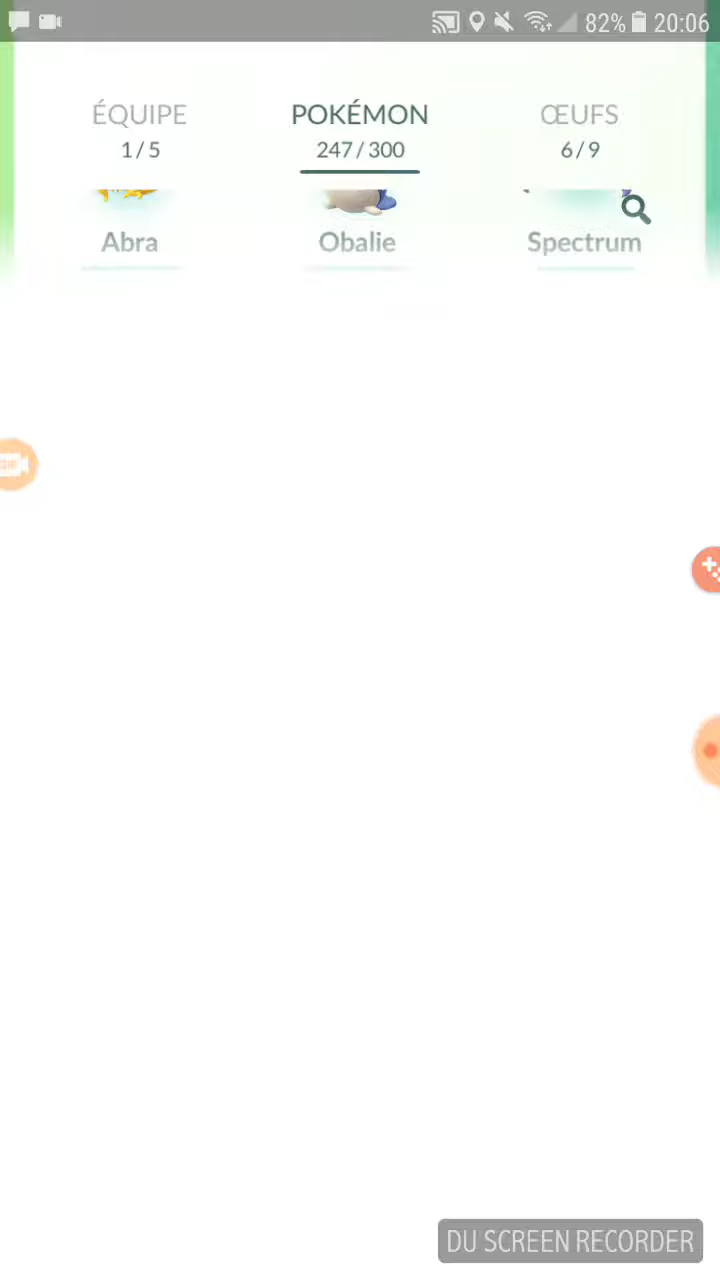 82% 20:06
ÉQUIPE POKÉMON ŒUFS
1/5 247/300 6/9
Abra Obalie Spectrum
DU SCREEN RECORDER